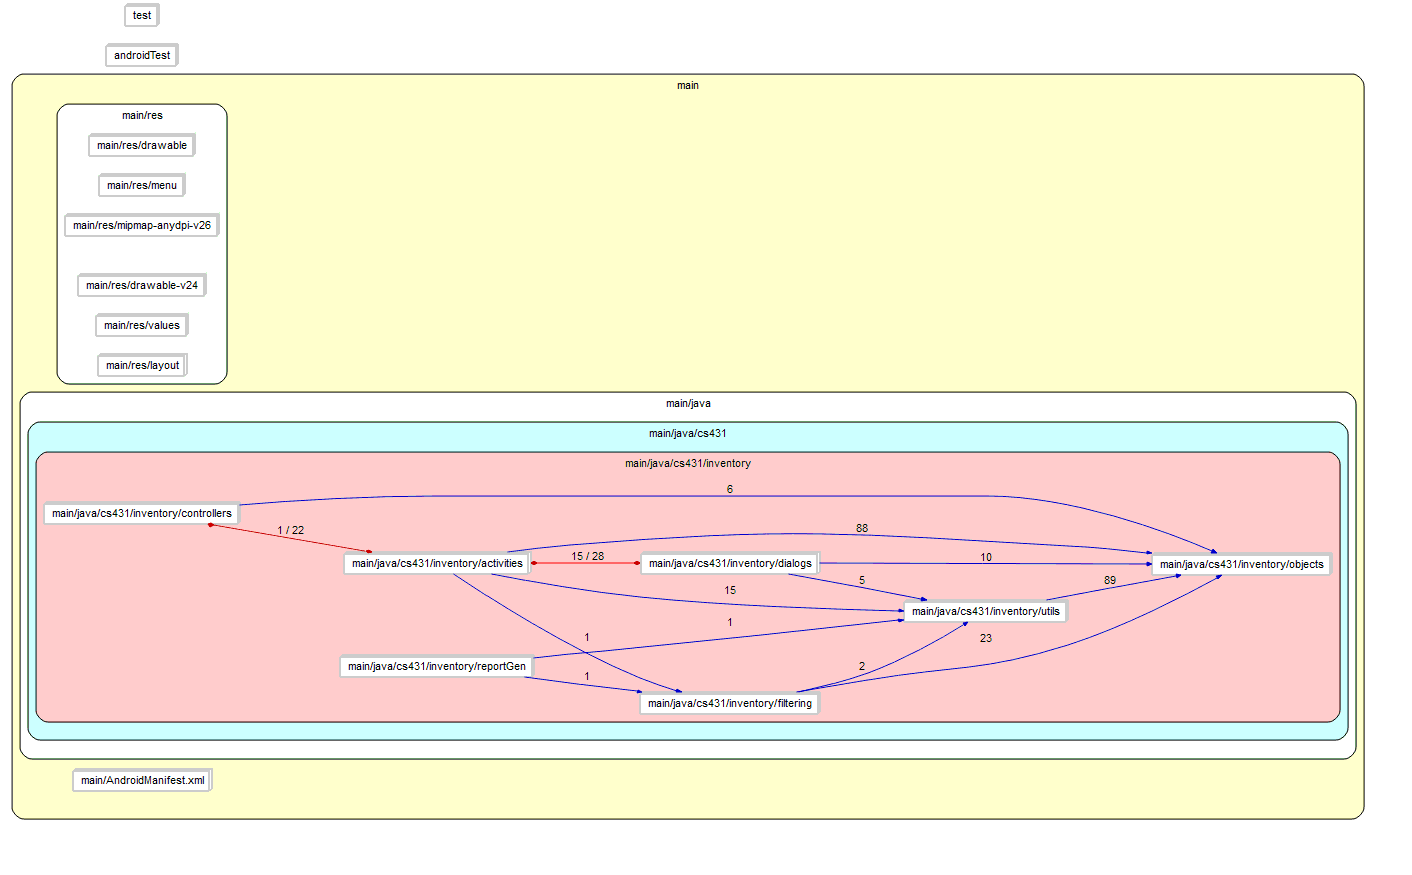 test
androidTest
main
main/res
main/res/drawable
main/res/menu
main/res/mipmap-anydpi-v26
main/res/drawable-v24
main/res/values
main/res/layout
main/java
main/java/cs431
main/java/cs431/inventory
6
main/java/cs431/inventory/controllers
1 / 22
88
15 / 28
10
main/java/cs431/inventory/activities
main/java/cs431/inventory/dialogs
main/java/cs431/inventory/objects
5
89
15
main/java/cs431/inventory/utils
1
1
23
main/java/cs431/inventory/reportGen
2
1
main/java/cs431/inventory/filtering
main/AndroidManifest.xml